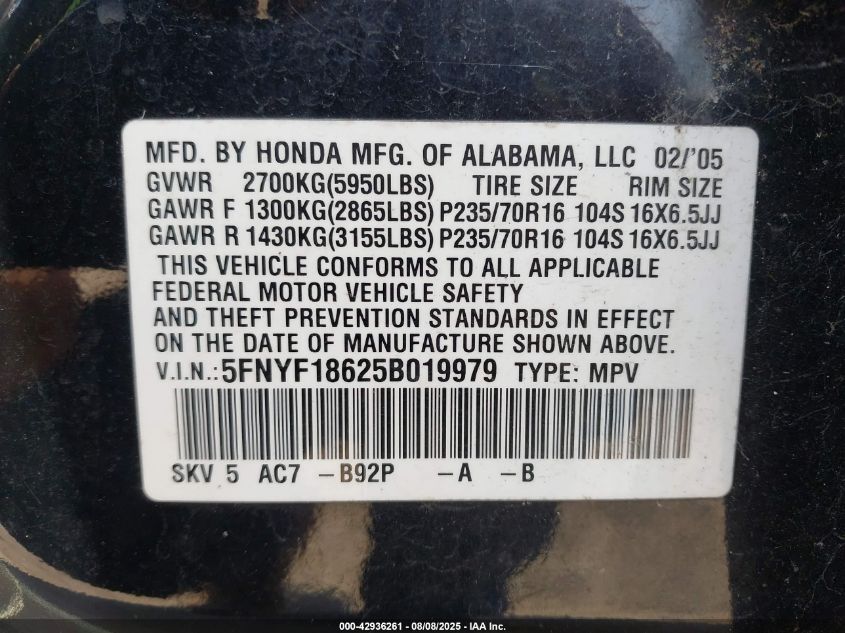 MFD. BY HONDA MFG. OF ALABAMA, LLC 02/'05
GVWR 2700KG(5950LBS) TIRE SIZE RIM SIZE
GAWR F 1300KG(2865LBS) P235/70R16 104S 16X6.5JJ
GAWR R 1430KG(3155LBS) P235/70R16 104S 16X6.5JJ
THIS VEHICLE CONFORMS TO ALL APPLICABLE
FEDERAL MOTOR VEHICLE SAFETY
AND THEFT PREVENTION STANDARDS IN EFFECT
ON THE DATE OF MANUFACTURE SHOWN ABOVE.
V.I.N.: 5FNYF18625B019979 TYPE: MPV
SKV 5 AC7 -B92P -A -B
000-42936261 - 08/08/2025 - IAA Inc.